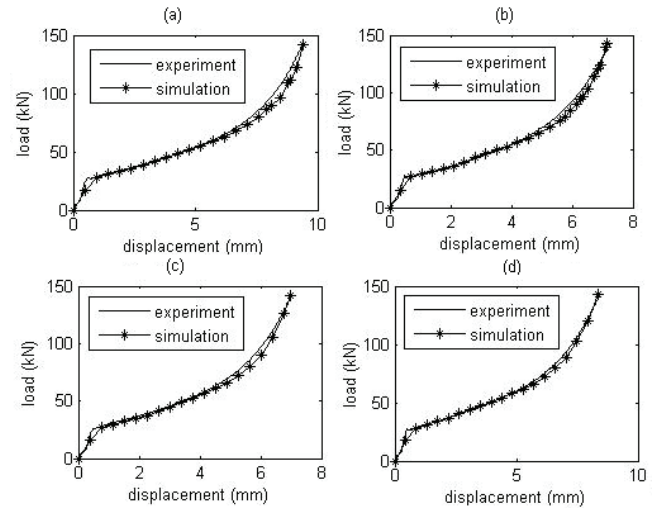 (a)
150
100
50
0
load (kN)
experiment
simulation
0
5
10
displacement (mm)
(b)
150
100
50
0
load (kN)
experiment
simulation
0
2
4
6
8
displacement (mm)
(c)
150
100
50
0
load (kN)
experiment
simulation
0
2
4
6
8
displacement (mm)
(d)
150
100
50
0
load (kN)
experiment
simulation
0
5
10
displacement (mm)